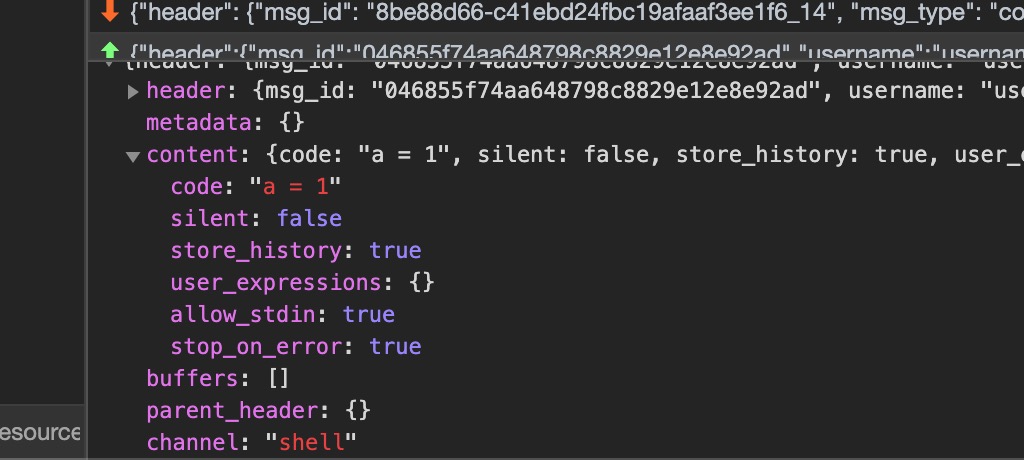 {"header": {"msg_id": "8be88d66-c41ebd24fbc19afaaf3ee1f6_14", "msg_type": "co
{"header":{"msg_id":"046855f74aa648798c8829e12e8e92ad","username":"usernam
{header: {msg_id: "046855f74aa648798c8829e12e8e92ad", username: "use
header: {msg_id: "046855f74aa648798c8829e12e8e92ad", username: "use
metadata: {}
content: {code: "a = 1", silent: false, store_history: true, user_e
code: "a = 1"
silent: false
store_history: true
user_expressions: {}
allow_stdin: true
stop_on_error: true
buffers: []
parent_header: {}
esource
channel: "shell"